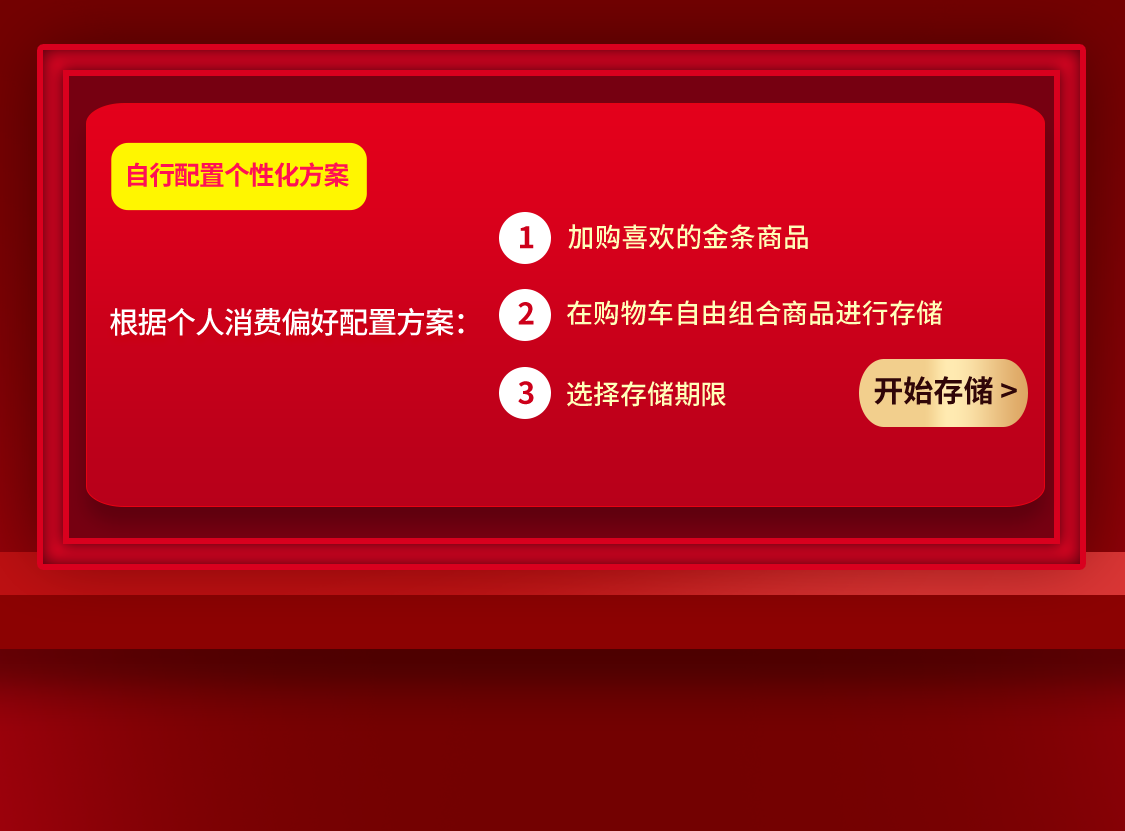 自行配置个性化方案
1 加购喜欢的金条商品
2 在购物车自由组合商品进行存储
根据个人消费偏好配置方案：
3 选择存储期限
开始存储 >